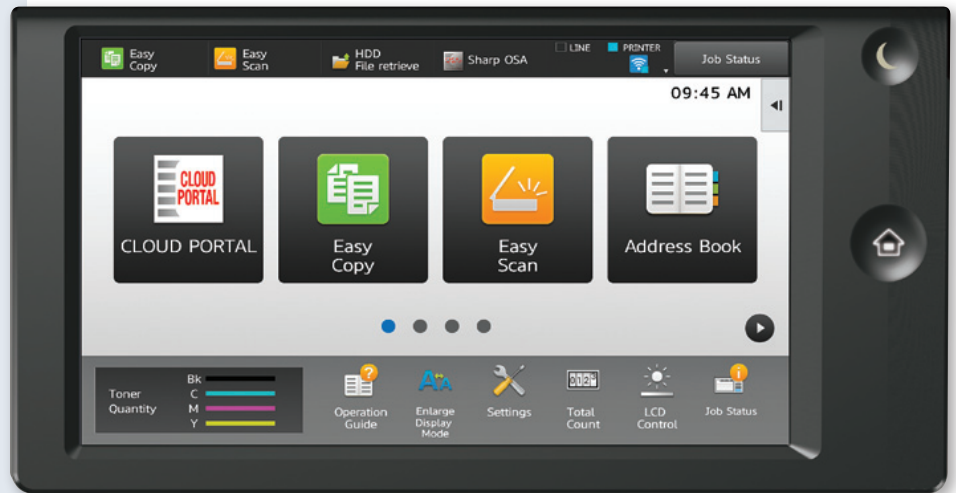 Easy
Copy
Easy
Scan
HDD
File retrieve
Sharp OSA
LINE
PRINTER
Job Status
09:45 AM
CLOUD
PORTAL
CLOUD PORTAL
Easy
Copy
Easy
Scan
Address Book
Toner
Quantity
Bk
C
M
Y
Operation
Guide
Enlarge
Display
Mode
Settings
Total
Count
LCD
Control
Job Status